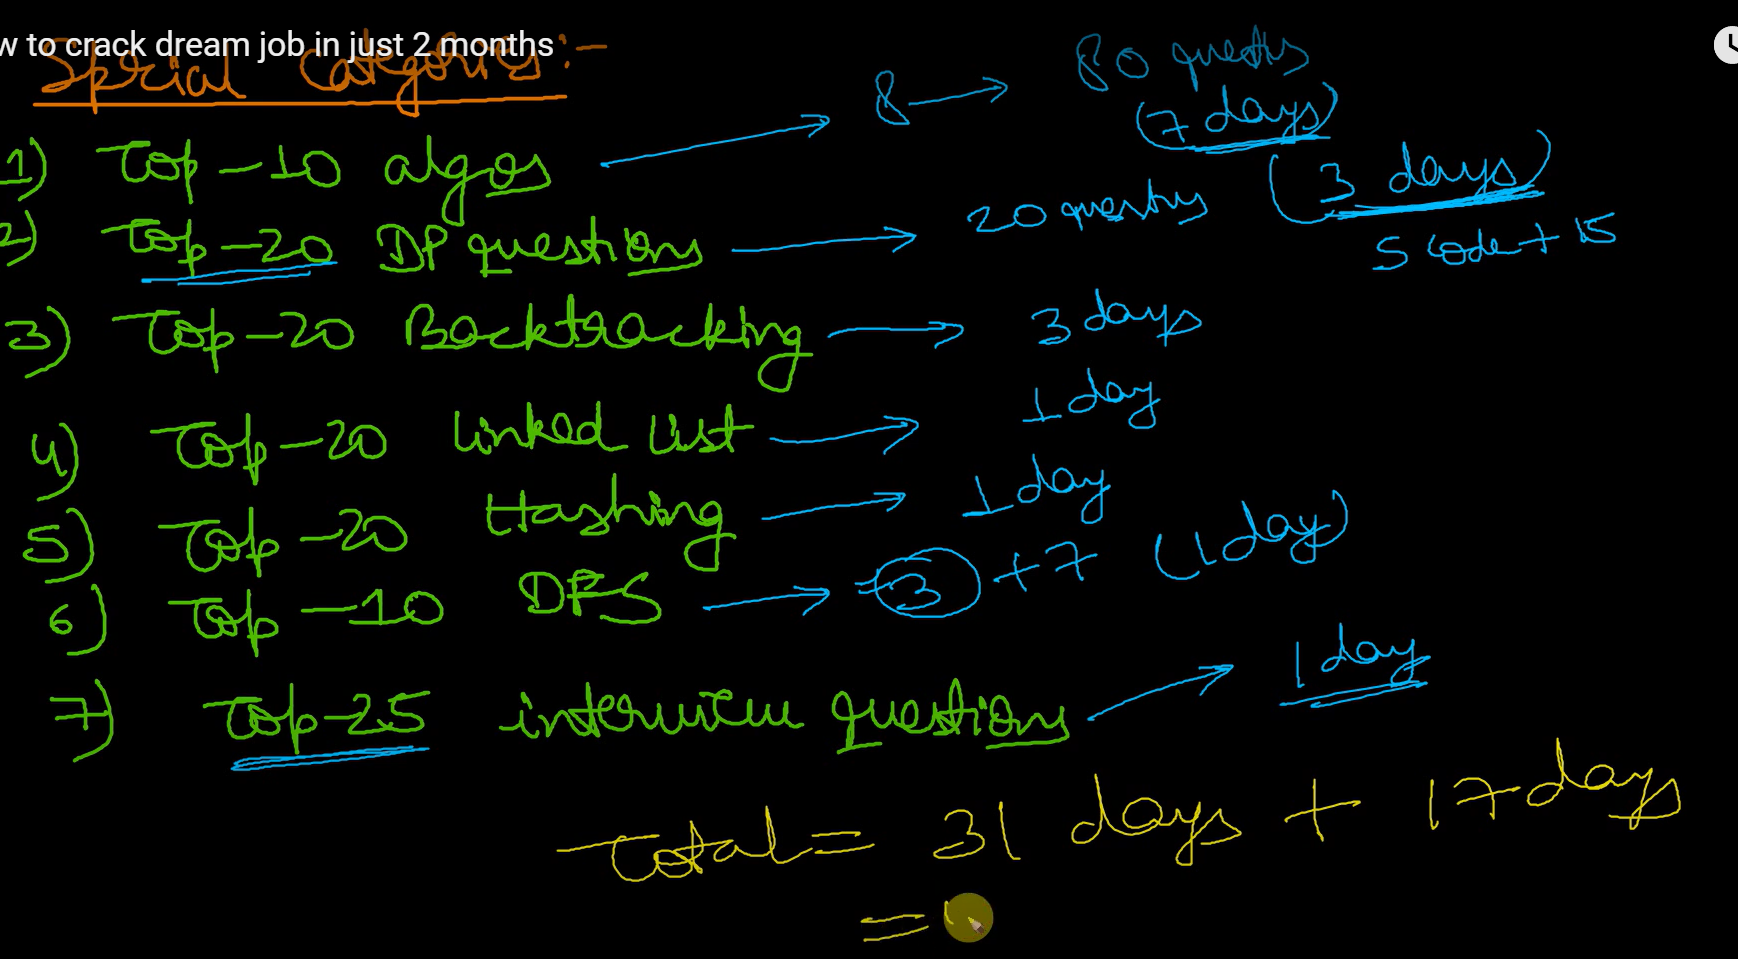 w to crack dream job in just 2 months
Special Categories:-
8 → 80 questns
(7 days)
1) Top-10 algos →
2) Top-20 DP questions → 20 questns (3 days)
5 code + 15
3) Top-20 Backtracking → 3 days
4) Top-20 Linked List → 1 day
5) Top-20 Hashing → 1 day
6) Top-10 DFS → 3 + 7 (1 day)
7) Top-25 interview questions → 1 day
Total = 31 days + 17 days
=